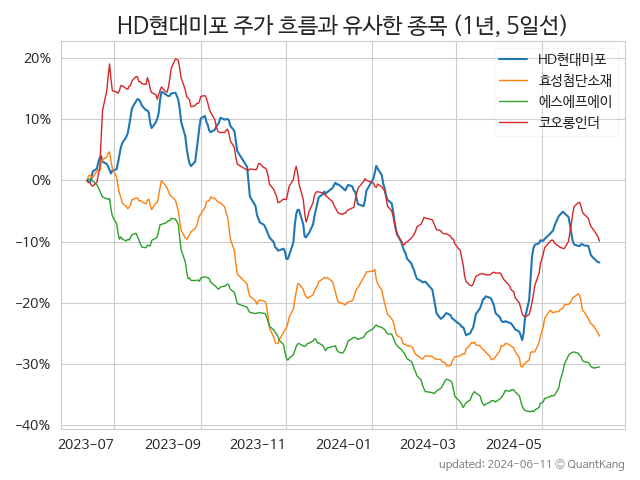 HD현대미포 주가 흐름과 유사한 종목 (1년, 5일선)
HD현대미포
효성첨단소재
에스에프에이
코오롱인더
20%
10%
0%
−10%
−20%
−30%
−40%
2023−07
2023−09
2023−11
2024−01
2024−03
2024−05
updated: 2024−06−11 © QuantKang